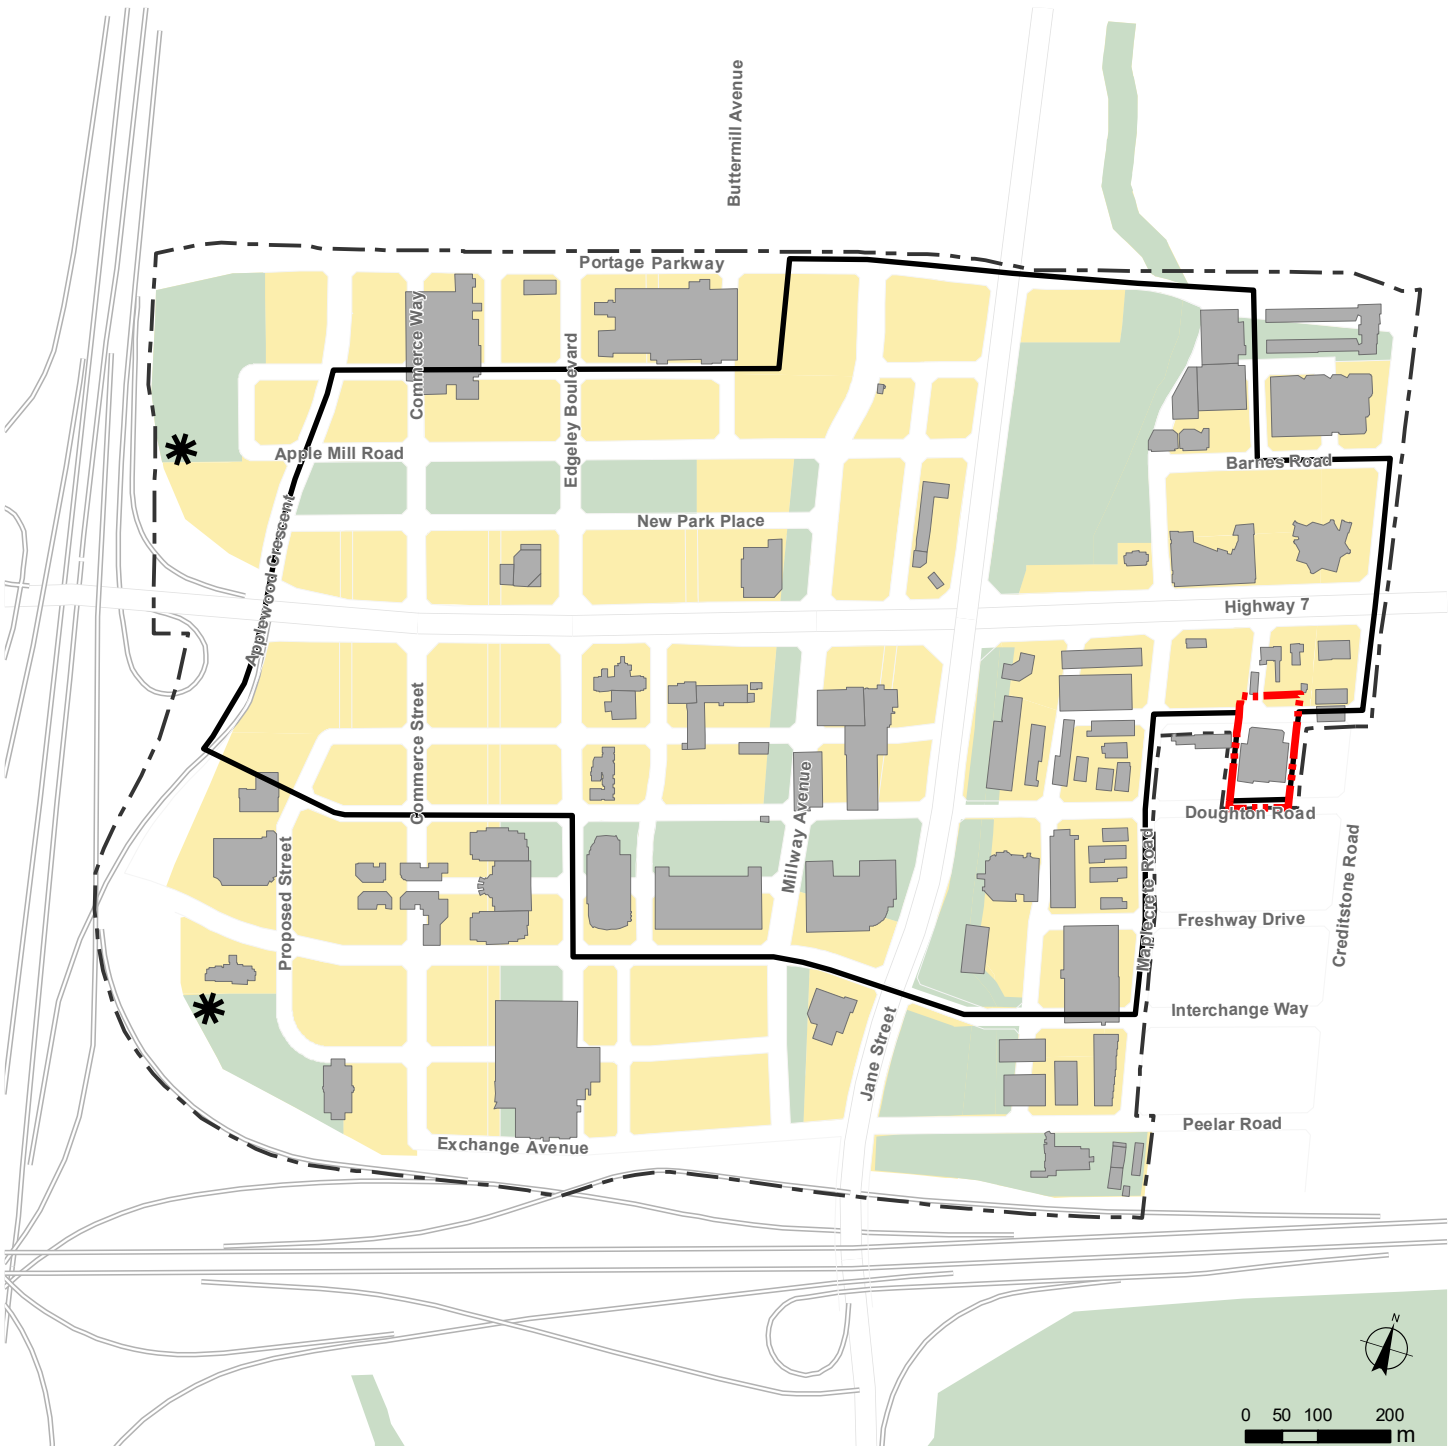 Buttermill Avenue
Portage Parkway
Commerce Way
Edgeley Boulevard
Apple Mill Road
Barnes Road
New Park Place
Applewood Crescent
Highway 7
Commerce Street
Millway Avenue
Doughton Road
Proposed Street
Maplecrete Road
Creditstone Road
Freshway Drive
Interchange Way
Jane Street
Peelar Road
Exchange Avenue
N
0 50 100 200
m